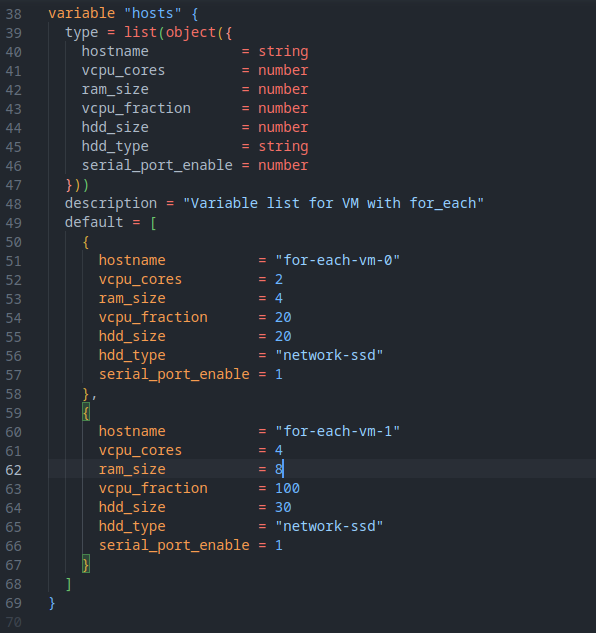 38 variable "hosts" {
39   type = list(object({
40     hostname           = string
41     vcpu_cores         = number
42     ram_size           = number
43     vcpu_fraction      = number
44     hdd_size           = number
45     hdd_type           = string
46     serial_port_enable = number
47   }))
48   description = "Variable list for VM with for_each"
49   default = [
50     {
51       hostname           = "for-each-vm-0"
52       vcpu_cores         = 2
53       ram_size           = 4
54       vcpu_fraction      = 20
55       hdd_size           = 20
56       hdd_type           = "network-ssd"
57       serial_port_enable = 1
58     },
59     {
60       hostname           = "for-each-vm-1"
61       vcpu_cores         = 4
62       ram_size           = 8
63       vcpu_fraction      = 100
64       hdd_size           = 30
65       hdd_type           = "network-ssd"
66       serial_port_enable = 1
67     }
68   ]
69 }
70